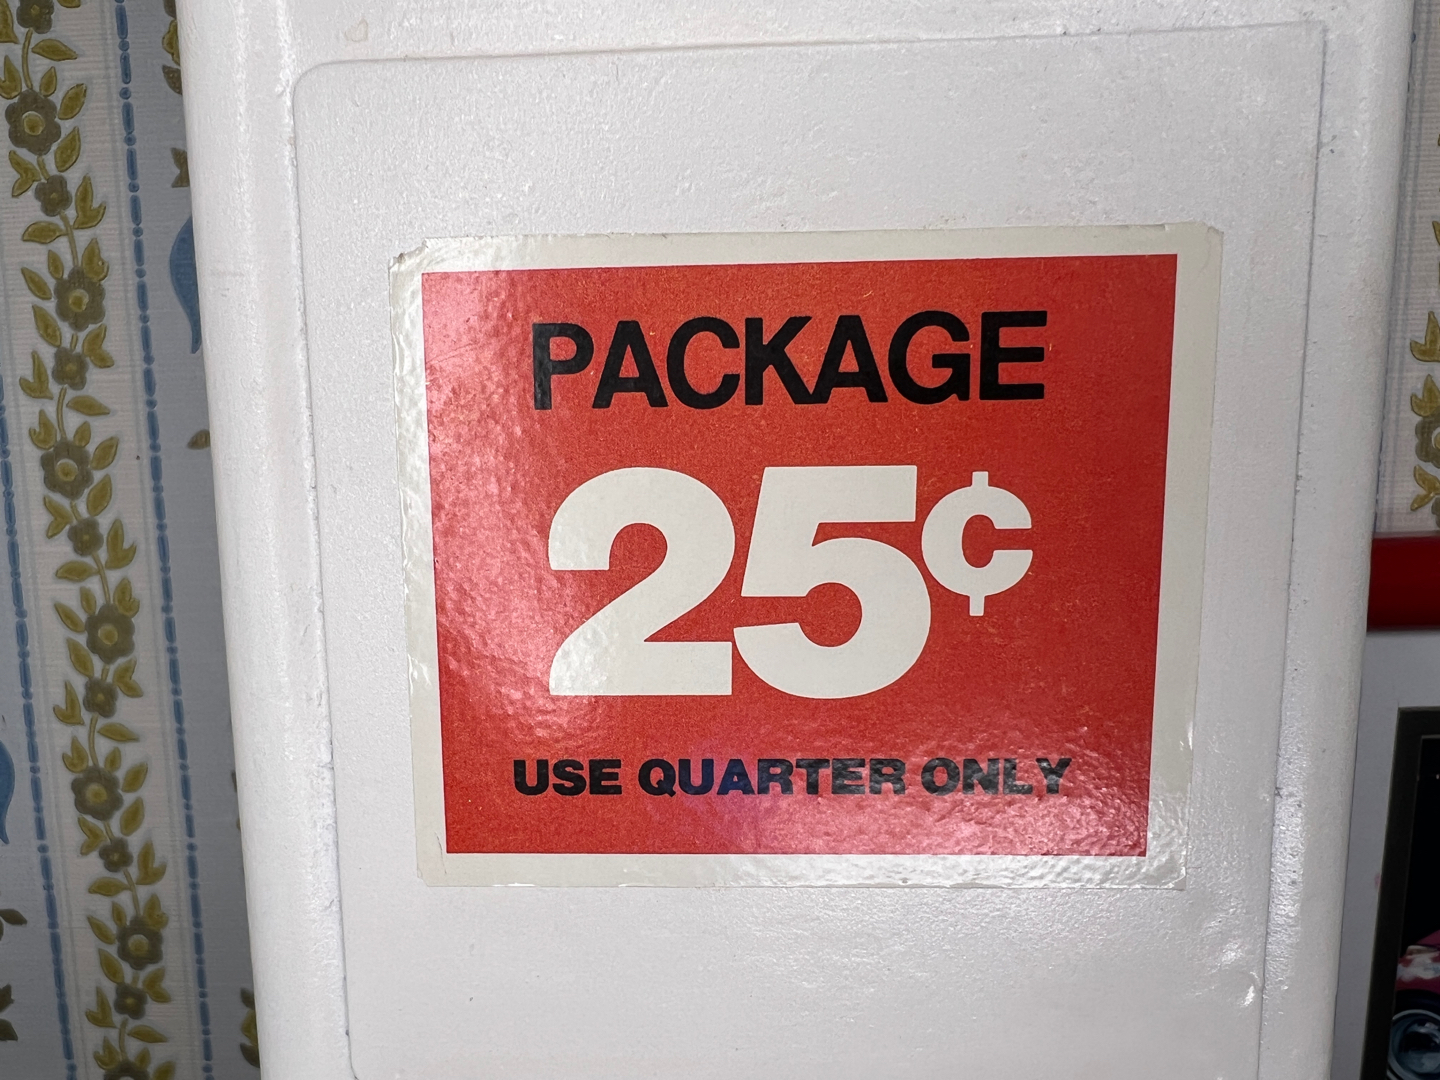 PACKAGE
25¢
USE QUARTER ONLY